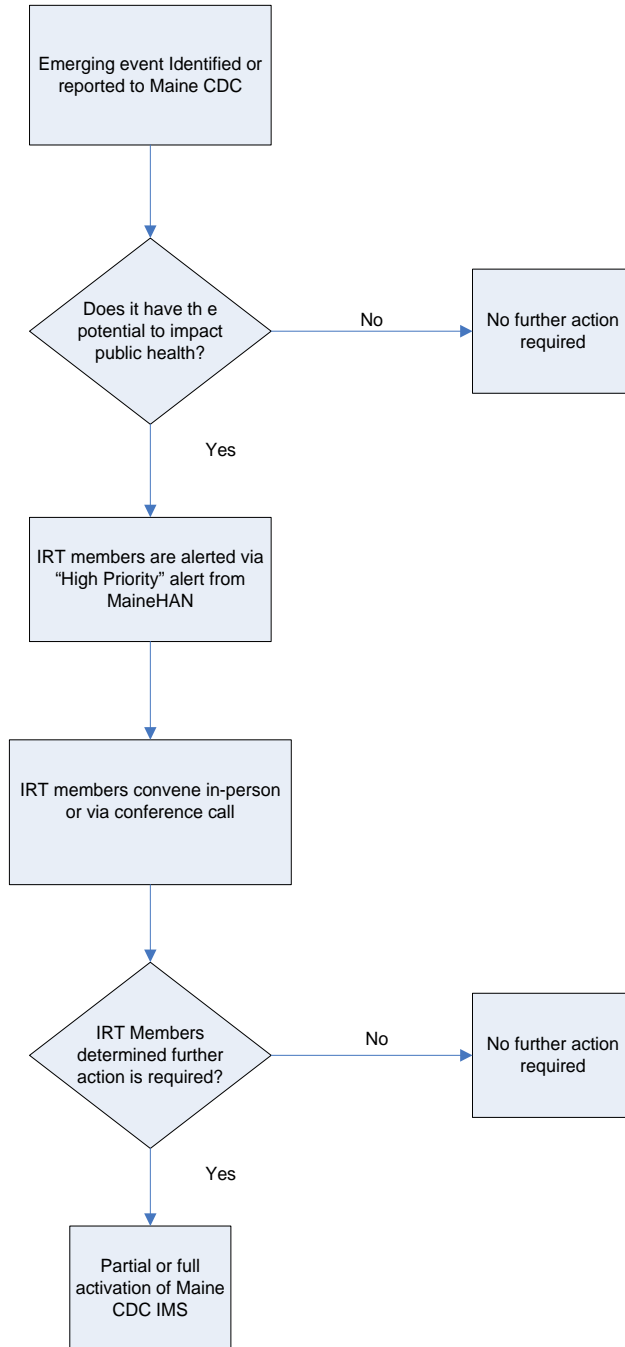 Emerging event Identified or
reported to Maine CDC
Does it have th e
potential to impact
public health?
No
No further action
required
Yes
IRT members are alerted via
“High Priority” alert from
MaineHAN
IRT members convene in-person
or via conference call
IRT Members
determined further
action is required?
No
No further action
required
Yes
Partial or full
activation of Maine
CDC IMS